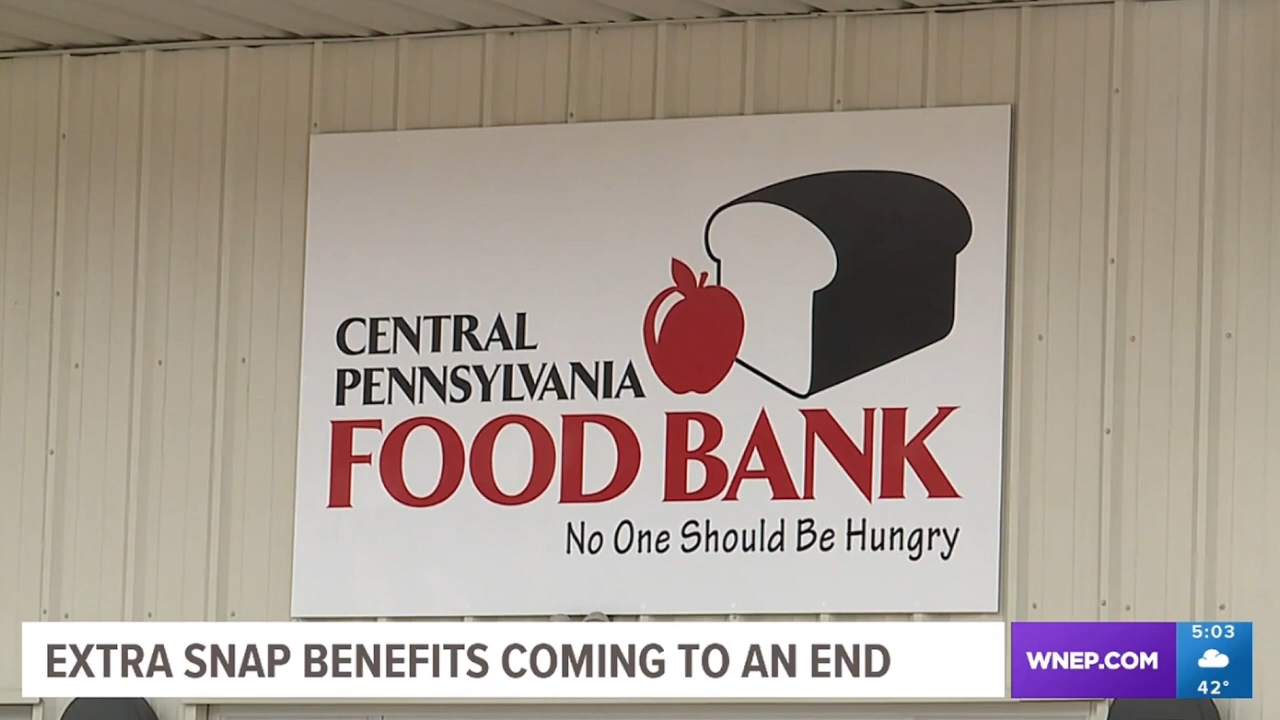 CENTRAL
PENNSYLVANIA
FOOD BANK
No One Should Be Hungry
EXTRA SNAP BENEFITS COMING TO AN END
WNEP.COM
5:03
42°